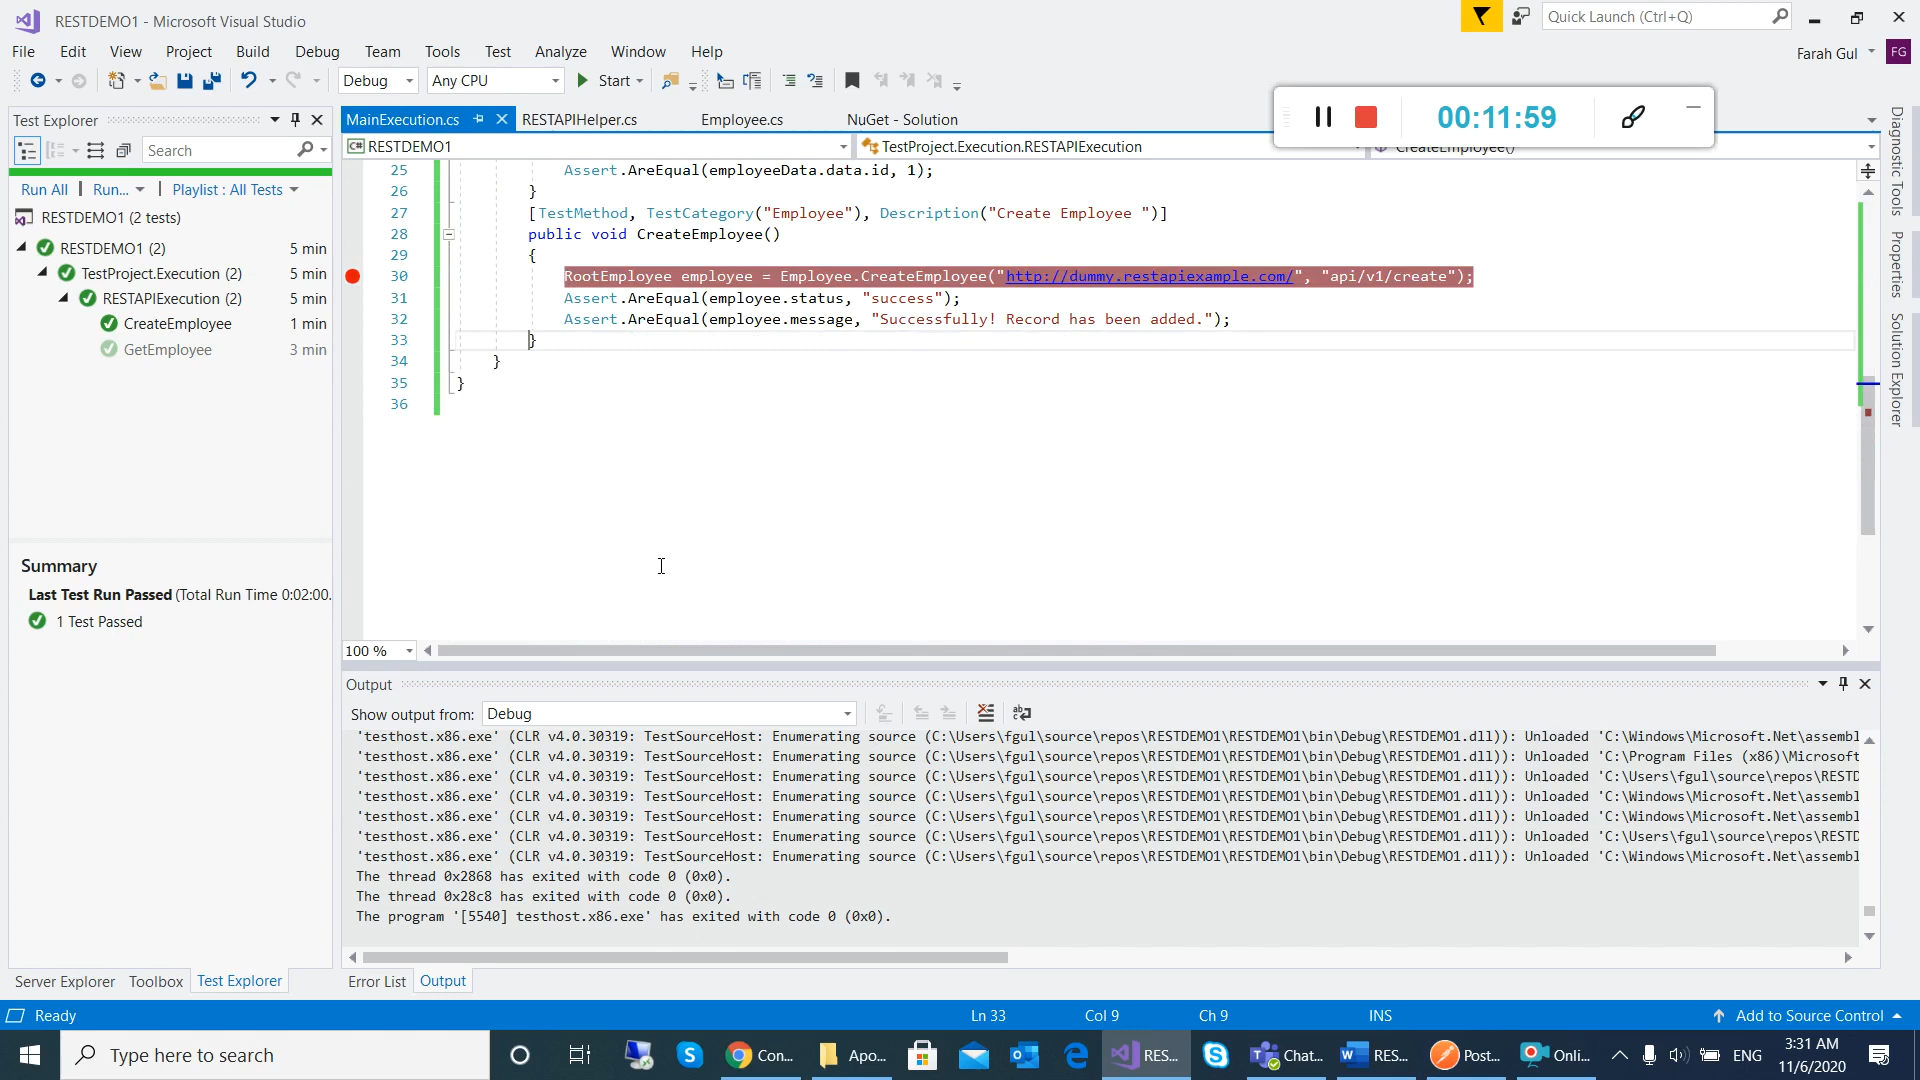 RESTDEMO1 - Microsoft Visual Studio
Quick Launch (Ctrl+Q)
File Edit View Project Build Debug Team Tools Test Analyze Window Help
Farah Gul FG
Debug Any CPU Start
00:11:59
Test Explorer
Search
Run All Run... Playlist : All Tests
RESTDEMO1 (2 tests)
RESTDEMO1 (2) 5 min
TestProject.Execution (2) 5 min
RESTAPIExecution (2) 5 min
CreateEmployee 1 min
GetEmployee 3 min
Summary
Last Test Run Passed (Total Run Time 0:02:00.
1 Test Passed
Server Explorer Toolbox Test Explorer
MainExecution.cs RESTAPIHelper.cs Employee.cs NuGet - Solution
RESTDEMO1 TestProject.Execution.RESTAPIExecution CreateEmployee()
25 Assert.AreEqual(employeeData.data.id, 1);
26 }
27 [TestMethod, TestCategory("Employee"), Description("Create Employee ")]
28 public void CreateEmployee()
29 {
30 RootEmployee employee = Employee.CreateEmployee("http://dummy.restapiexample.com/", "api/v1/create");
31 Assert.AreEqual(employee.status, "success");
32 Assert.AreEqual(employee.message, "Successfully! Record has been added.");
33 }
34 }
35 }
36
100 %
Output
Show output from: Debug
'testhost.x86.exe' (CLR v4.0.30319: TestSourceHost: Enumerating source (C:\Users\fgul\source\repos\RESTDEMO1\RESTDEMO1\bin\Debug\RESTDEMO1.dll)): Unloaded 'C:\Windows\Microsoft.Net\assembl
'testhost.x86.exe' (CLR v4.0.30319: TestSourceHost: Enumerating source (C:\Users\fgul\source\repos\RESTDEMO1\RESTDEMO1\bin\Debug\RESTDEMO1.dll)): Unloaded 'C:\Program Files (x86)\Microsoft
'testhost.x86.exe' (CLR v4.0.30319: TestSourceHost: Enumerating source (C:\Users\fgul\source\repos\RESTDEMO1\RESTDEMO1\bin\Debug\RESTDEMO1.dll)): Unloaded 'C:\Users\fgul\source\repos\RESTD
'testhost.x86.exe' (CLR v4.0.30319: TestSourceHost: Enumerating source (C:\Users\fgul\source\repos\RESTDEMO1\RESTDEMO1\bin\Debug\RESTDEMO1.dll)): Unloaded 'C:\Windows\Microsoft.Net\assembl
'testhost.x86.exe' (CLR v4.0.30319: TestSourceHost: Enumerating source (C:\Users\fgul\source\repos\RESTDEMO1\RESTDEMO1\bin\Debug\RESTDEMO1.dll)): Unloaded 'C:\Windows\Microsoft.Net\assembl
'testhost.x86.exe' (CLR v4.0.30319: TestSourceHost: Enumerating source (C:\Users\fgul\source\repos\RESTDEMO1\RESTDEMO1\bin\Debug\RESTDEMO1.dll)): Unloaded 'C:\Users\fgul\source\repos\RESTD
'testhost.x86.exe' (CLR v4.0.30319: TestSourceHost: Enumerating source (C:\Users\fgul\source\repos\RESTDEMO1\RESTDEMO1\bin\Debug\RESTDEMO1.dll)): Unloaded 'C:\Windows\Microsoft.Net\assembl
The thread 0x2868 has exited with code 0 (0x0).
The thread 0x28c8 has exited with code 0 (0x0).
The program '[5540] testhost.x86.exe' has exited with code 0 (0x0).
Error List Output
Diagnostic Tools
Properties
Solution Explorer
Ready Ln 33 Col 9 Ch 9 INS Add to Source Control
Type here to search
Con... Apo... RES... Chat... RES... Post... Onli... ENG
3:31 AM
11/6/2020